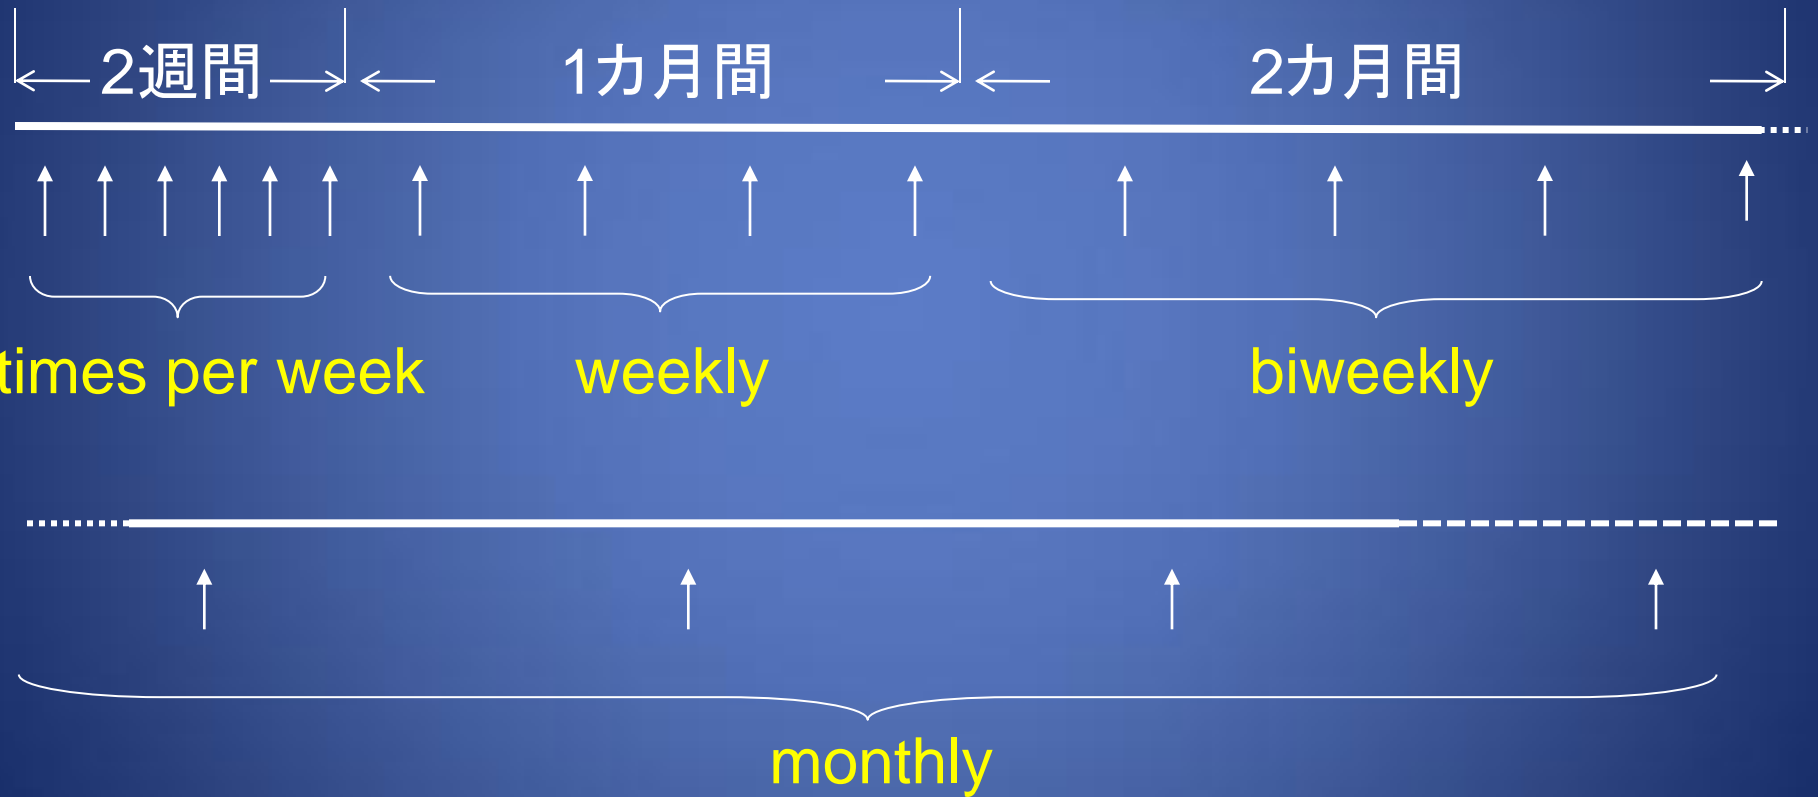 2週間
1カ月間
2カ月間
times per week
weekly
biweekly
monthly